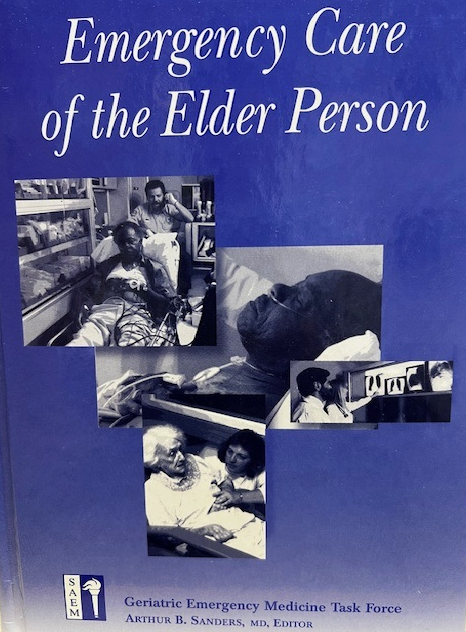 Emergency Care
of the Elder Person
SAEM
Geriatric Emergency Medicine Task Force
ARTHUR B. SANDERS, MD, EDITOR